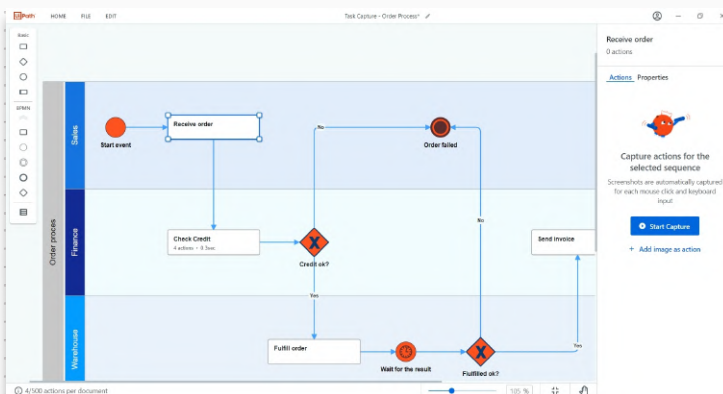 UiPath HOME FILE EDIT Task Capture - Order Process*
Basic
BPMN
Order proces
Sales
Start event
Receive order
No
Order failed
Finance
Check Credit
4 actions • 0.3sec
Credit ok?
No
Send invoice
Warehouse
Yes
Fulfill order
Wait for the result
Fulfilled ok?
Yes
4/500 actions per document
105 %
Receive order
0 actions
Actions Properties
Capture actions for the
selected sequence
Screenshots are automatically captured
for each mouse click and keyboard
input
Start Capture
+ Add image as action